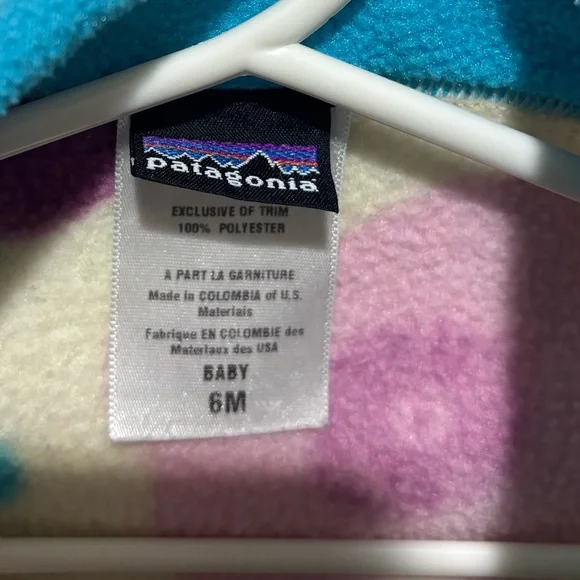 patagonia
EXCLUSIVE OF TRIM
100% POLYESTER
A PART LA GARNITURE
Made in COLOMBIA of U.S.
Materials
Fabrique EN COLOMBIE des
Materiaux des USA
BABY
6M